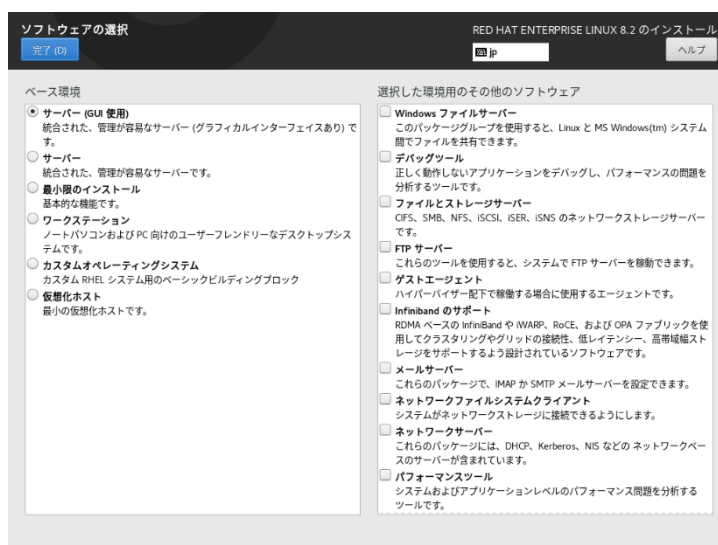 ソフトウェアの選択
完了 (D)
RED HAT ENTERPRISE LINUX 8.2 のインストール
jp
ヘルプ
ベース環境
サーバー (GUI 使用)
統合された、管理が容易なサーバー (グラフィカルインターフェイスあり) で
す。
サーバー
統合された、管理が容易なサーバーです。
最小限のインストール
基本的な機能です。
ワークステーション
ノートパソコンおよび PC 向けのユーザーフレンドリーなデスクトップシス
テムです。
カスタムオペレーティングシステム
カスタム RHEL システム用のベーシックビルディングブロック
仮想化ホスト
最小の仮想化ホストです。
選択した環境用のその他のソフトウェア
Windows ファイルサーバー
このパッケージグループを使用すると、Linux と MS Windows(tm) システム
間でファイルを共有できます。
デバッグツール
正しく動作しないアプリケーションをデバッグし、パフォーマンスの問題を
分析するツールです。
ファイルとストレージサーバー
CIFS, SMB, NFS, iSCSI, iSER, iSNS のネットワークストレージサーバー
です。
FTP サーバー
これらのツールを使用すると、システムで FTP サーバーを稼動できます。
ゲストエージェント
ハイパーバイザー配下で稼働する場合に使用するエージェントです。
Infiniband のサポート
RDMA ベースの InfiniBand や iWARP、RoCE、および OPA ファブリックを使
用してクラスタリングやグリッドの接続性、低レイテンシー、高帯域幅スト
レージをサポートするよう設計されているソフトウェアです。
メールサーバー
これらのパッケージで、IMAP か SMTP メールサーバーを設定できます。
ネットワークファイルシステムクライアント
システムがネットワークストレージに接続できるようにします。
ネットワークサーバー
これらのパッケージには、DHCP、Kerberos、NIS などの ネットワークベー
スのサーバーが含まれています。
パフォーマンスツール
システムおよびアプリケーションレベルのパフォーマンス問題を分析する
ツールです。